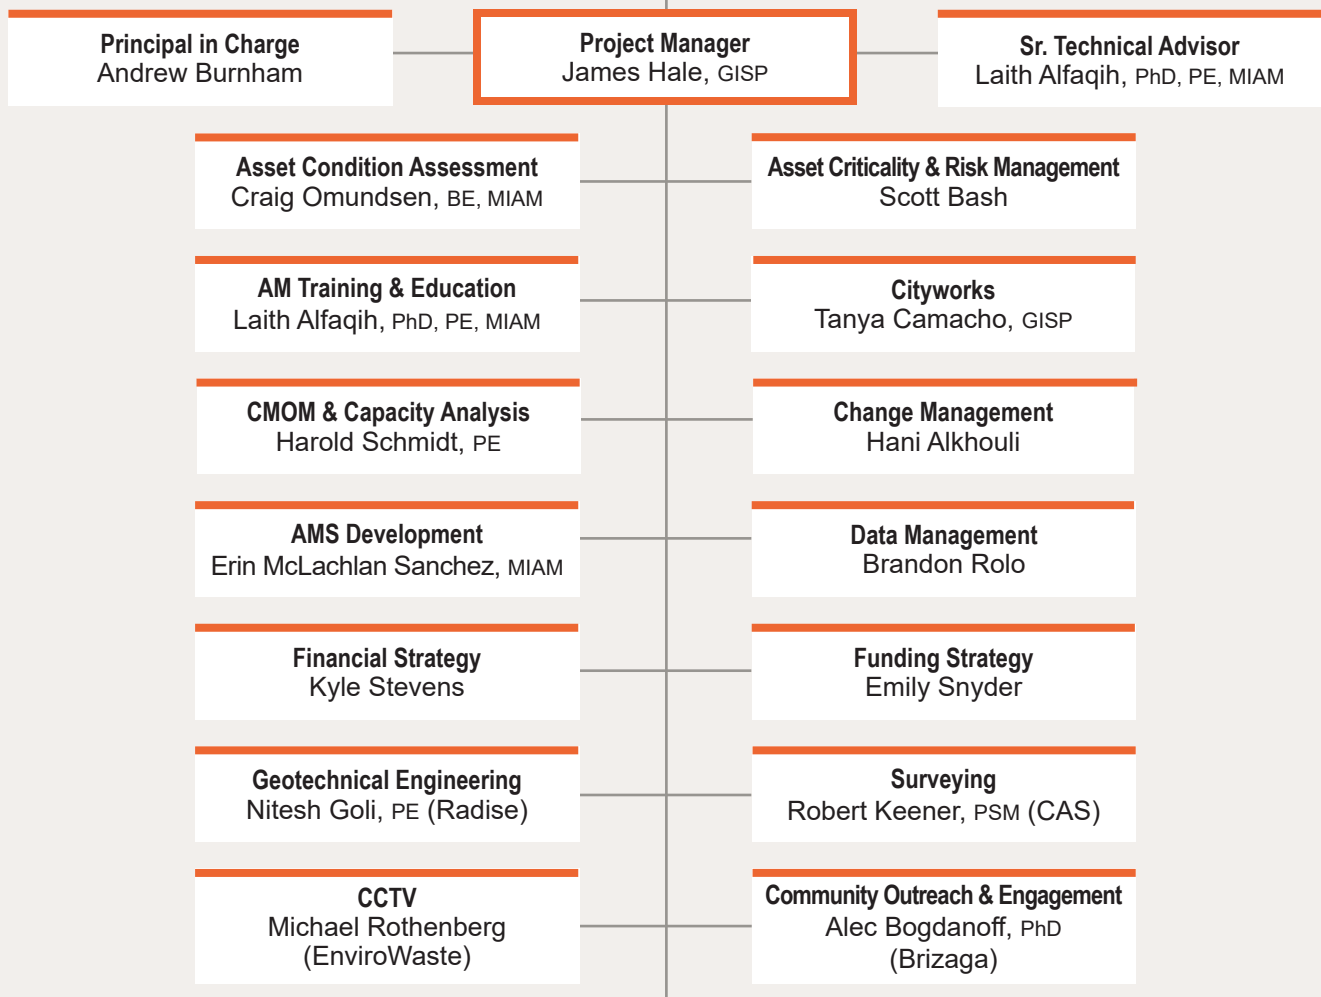 Principal in Charge
Andrew Burnham
Project Manager
James Hale, GISP
Sr. Technical Advisor
Laith Alfaqih, PhD, PE, MIAM
Asset Condition Assessment
Craig Omundsen, BE, MIAM
Asset Criticality & Risk Management
Scott Bash
AM Training & Education
Laith Alfaqih, PhD, PE, MIAM
Cityworks
Tanya Camacho, GISP
CMOM & Capacity Analysis
Harold Schmidt, PE
Change Management
Hani Alkhouli
AMS Development
Erin McLachlan Sanchez, MIAM
Data Management
Brandon Rolo
Financial Strategy
Kyle Stevens
Funding Strategy
Emily Snyder
Geotechnical Engineering
Nitesh Goli, PE (Radise)
Surveying
Robert Keener, PSM (CAS)
CCTV
Michael Rothenberg
(EnviroWaste)
Community Outreach & Engagement
Alec Bogdanoff, PhD
(Brizaga)